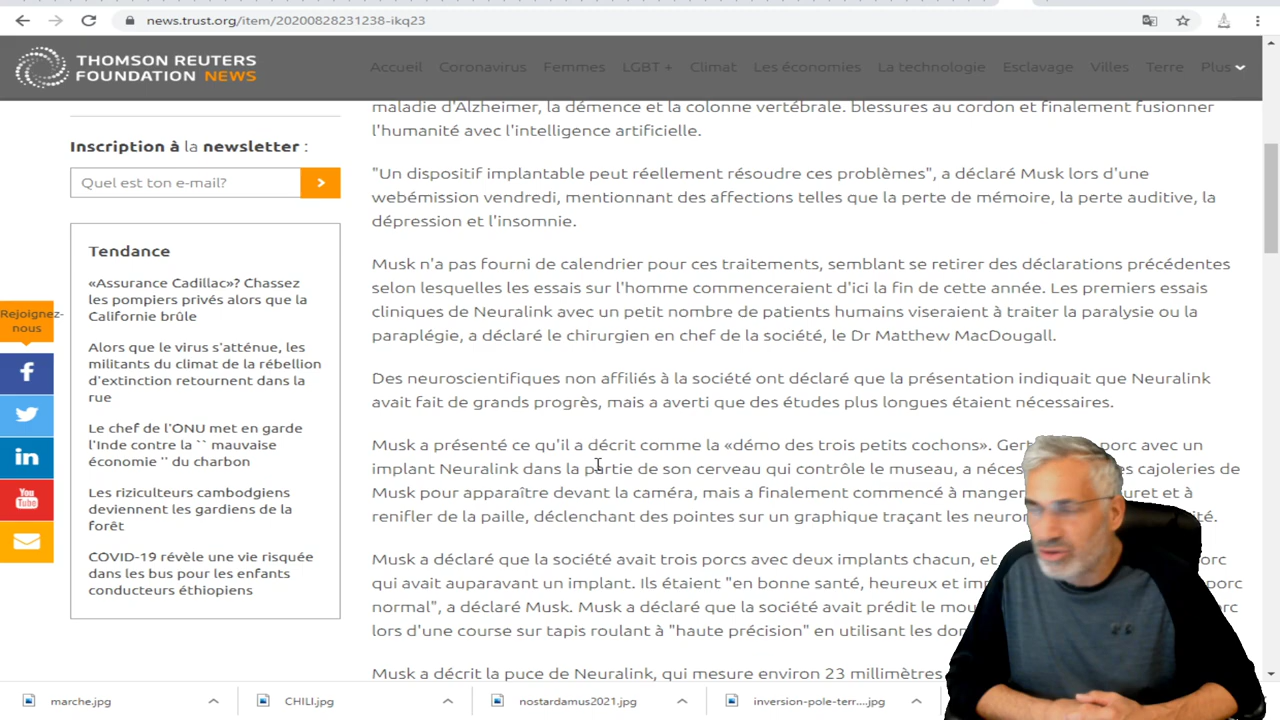 news.trust.org/item/20200828231238-ikq23
THOMSON REUTERS
FOUNDATION NEWS
Accueil Coronavirus Femmes LGBT + Climat Les économies La technologie Esclavage Villes Terre Plus
maladie d'Alzheimer, la démence et la colonne vertébrale. blessures au cordon et finalement fusionner
l'humanité avec l'intelligence artificielle.
Inscription à la newsletter :
Quel est ton e-mail?
"Un dispositif implantable peut réellement résoudre ces problèmes", a déclaré Musk lors d'une
webémission vendredi, mentionnant des affections telles que la perte de mémoire, la perte auditive, la
dépression et l'insomnie.
Tendance
«Assurance Cadillac»? Chassez
les pompiers privés alors que la
Californie brûle
Alors que le virus s'atténue, les
militants du climat de la rébellion
d'extinction retournent dans la
rue
Le chef de l'ONU met en garde
l'Inde contre la `` mauvaise
économie '' du charbon
Les riziculteurs cambodgiens
deviennent les gardiens de la
forêt
COVID-19 révèle une vie risquée
dans les bus pour les enfants
conducteurs éthiopiens
Rejoignez-
nous
You
Tube
Musk n'a pas fourni de calendrier pour ces traitements, semblant se retirer des déclarations précédentes
selon lesquelles les essais sur l'homme commenceraient d'ici la fin de cette année. Les premiers essais
cliniques de Neuralink avec un petit nombre de patients humains viseraient à traiter la paralysie ou la
paraplégie, a déclaré le chirurgien en chef de la société, le Dr Matthew MacDougall.
Des neuroscientifiques non affiliés à la société ont déclaré que la présentation indiquait que Neuralink
avait fait de grands progrès, mais a averti que des études plus longues étaient nécessaires.
Musk a présenté ce qu'il a décrit comme la «démo des trois petits cochons». Gert porc avec un
implant Neuralink dans la partie de son cerveau qui contrôle le museau, a néces es cajoleries de
Musk pour apparaître devant la caméra, mais a finalement commencé à manger uret et à
renifler de la paille, déclenchant des pointes sur un graphique traçant les neuron ité.
Musk a déclaré que la société avait trois porcs avec deux implants chacun, et orc
qui avait auparavant un implant. Ils étaient "en bonne santé, heureux et imp porc
normal", a déclaré Musk. Musk a déclaré que la société avait prédit le mou rc
lors d'une course sur tapis roulant à "haute précision" en utilisant les don
Musk a décrit la puce de Neuralink, qui mesure environ 23 millimètres
marche.jpg CHILI.jpg nostardamus2021.jpg inversion-pole-terr....jpg